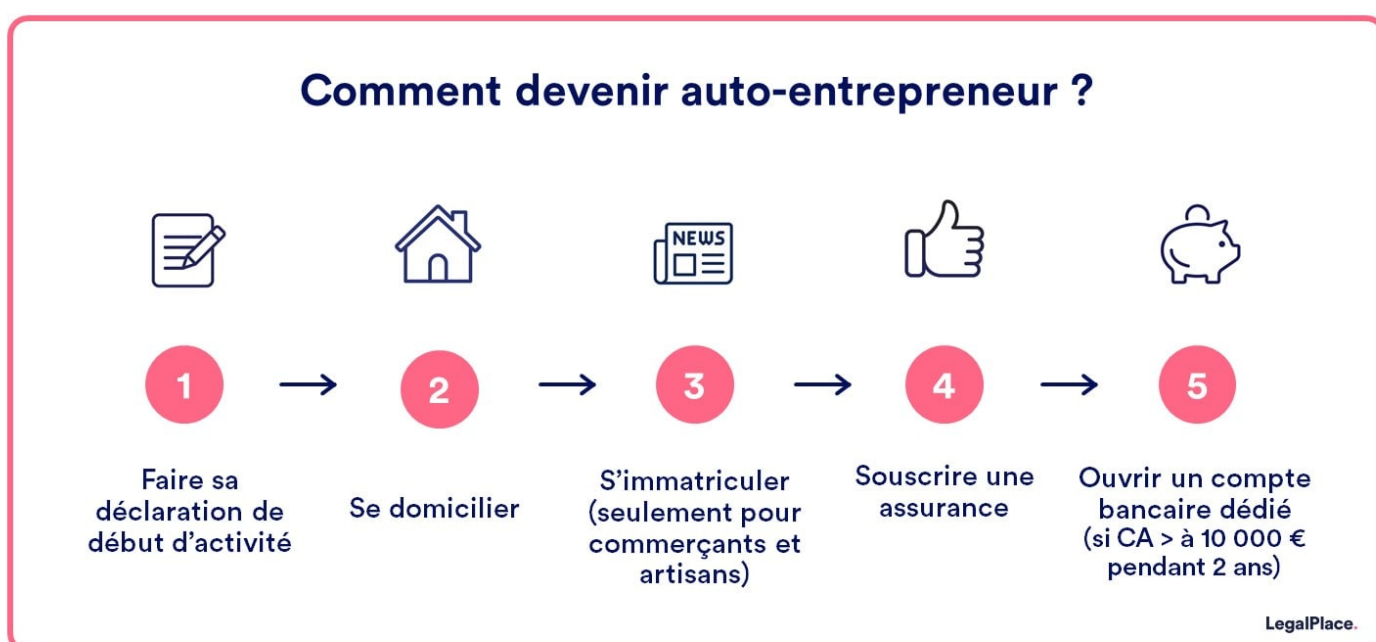 Comment devenir auto-entrepreneur ?
NEWS
1
2
3
4
5
Faire sa
déclaration de
début d’activité
Se domicilier
S’immatriculer
(seulement pour
commerçants et
artisans)
Souscrire une
assurance
Ouvrir un compte
bancaire dédié
(si CA > à 10 000 €
pendant 2 ans)
LegalPlace.